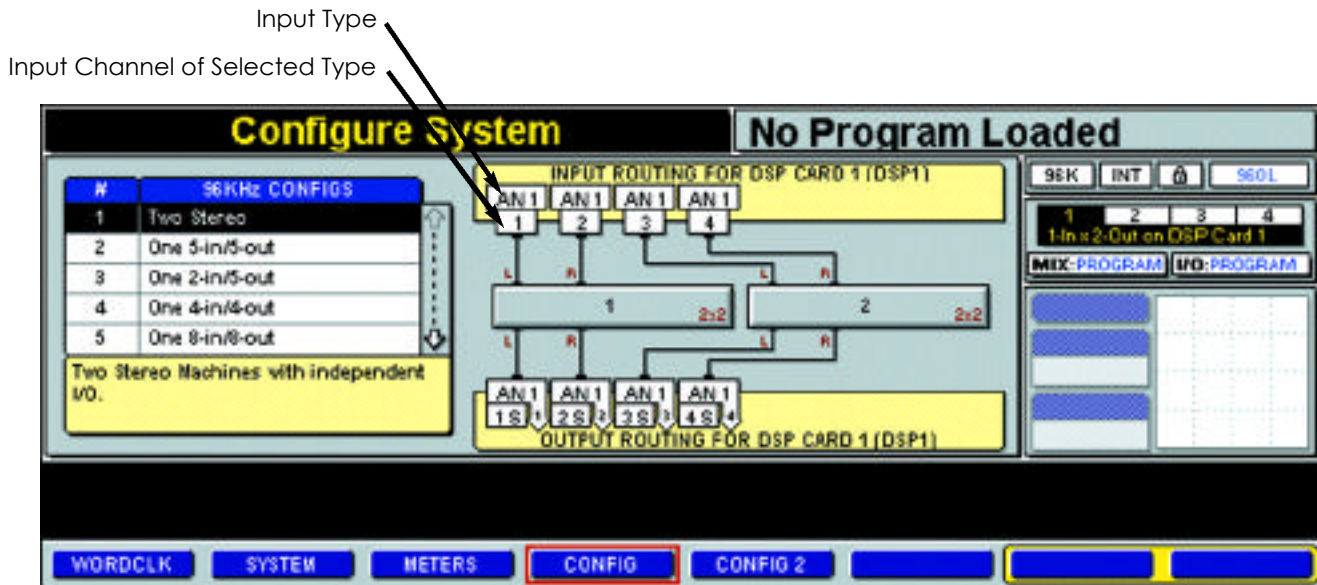 Input Type
Input Channel of Selected Type
Configure System
No Program Loaded
# 96KHz CONFIGS
1 Two Stereo
2 One 5-in/5-out
3 One 2-in/5-out
4 One 4-in/4-out
5 One 8-in/8-out
Two Stereo Machines with independent
I/O.
INPUT ROUTING FOR DSP CARD 1 (DSP1)
AN 1 AN 1 AN 1 AN 1
1 2 3 4
L R L R
1 2x2 2 2x2
L R L R
AN 1 AN 1 AN 1 AN 1
1 S 1 2 S 2 3 S 3 4 S 4
OUTPUT ROUTING FOR DSP CARD 1 (DSP1)
96K INT 960L
1 2 3 4
1-In x 2-Out on DSP Card 1
MIX:PROGRAM I/O:PROGRAM
WORDCLK SYSTEM METERS CONFIG CONFIG 2